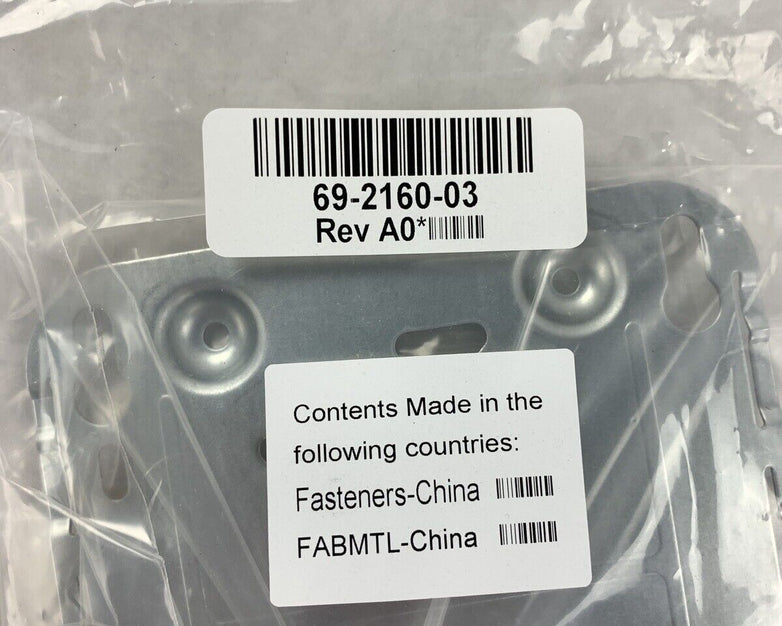 69-2160-03
Rev A0*
Contents Made in the
following countries:
Fasteners-China
FABMTL-China